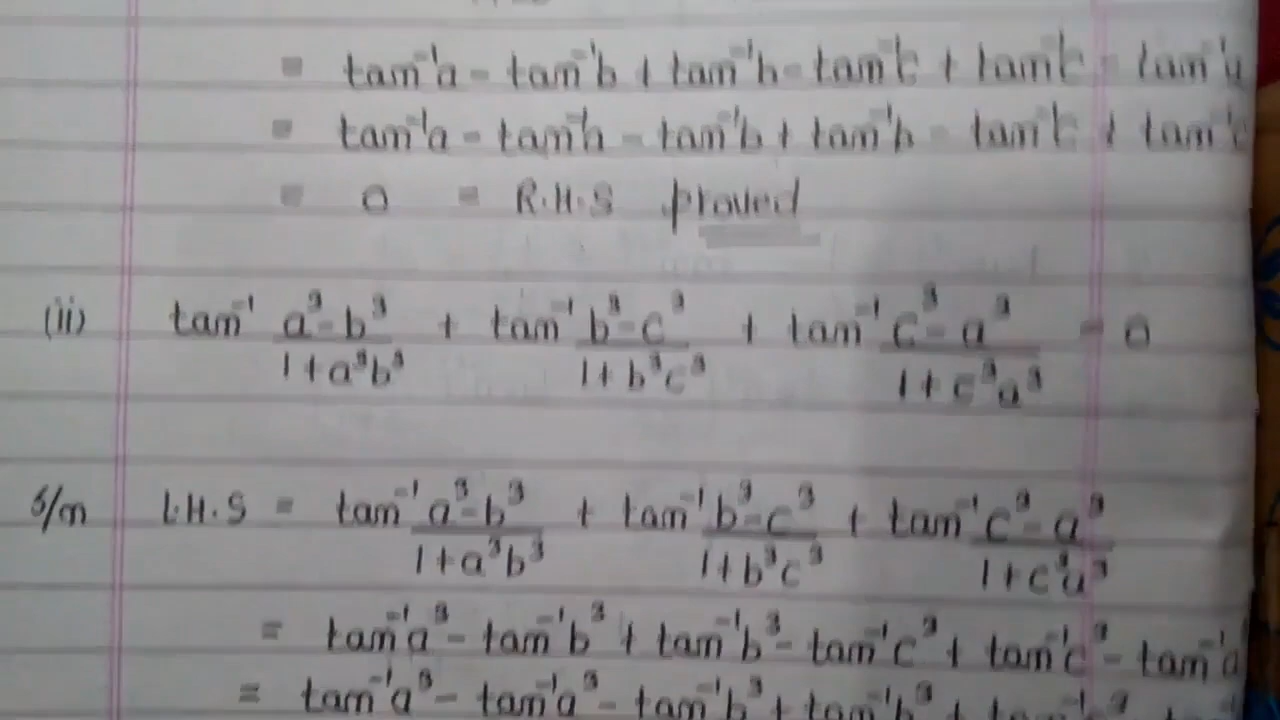 = tan⁻¹a - tan⁻¹b + tan⁻¹b - tan⁻¹c + tan⁻¹c - tan⁻¹a
= tan⁻¹a - tan⁻¹a - tan⁻¹b + tan⁻¹b - tan⁻¹c + tan⁻¹c
= 0 = R.H.S proved
(ii) tan⁻¹ (a³-b³)/(1+a³b³) + tan⁻¹ (b³-c³)/(1+b³c³) + tan⁻¹ (c³-a³)/(1+c³a³) = 0
s/n L.H.S = tan⁻¹ (a³-b³)/(1+a³b³) + tan⁻¹ (b³-c³)/(1+b³c³) + tan⁻¹ (c³-a³)/(1+c³a³)
= tan⁻¹a³ - tan⁻¹b³ + tan⁻¹b³ - tan⁻¹c³ + tan⁻¹c³ - tan⁻¹a
= tan⁻¹a³ - tan⁻¹a³ - tan⁻¹b³ + tan⁻¹b³